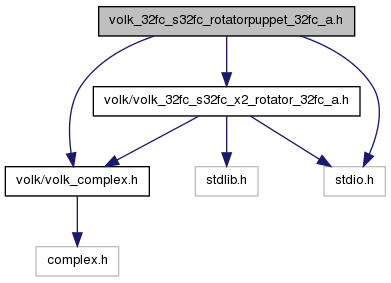 volk_32fc_s32fc_rotatorpuppet_32fc_a.h
volk/volk_32fc_s32fc_x2_rotator_32fc_a.h
volk/volk_complex.h
stdlib.h
stdio.h
complex.h